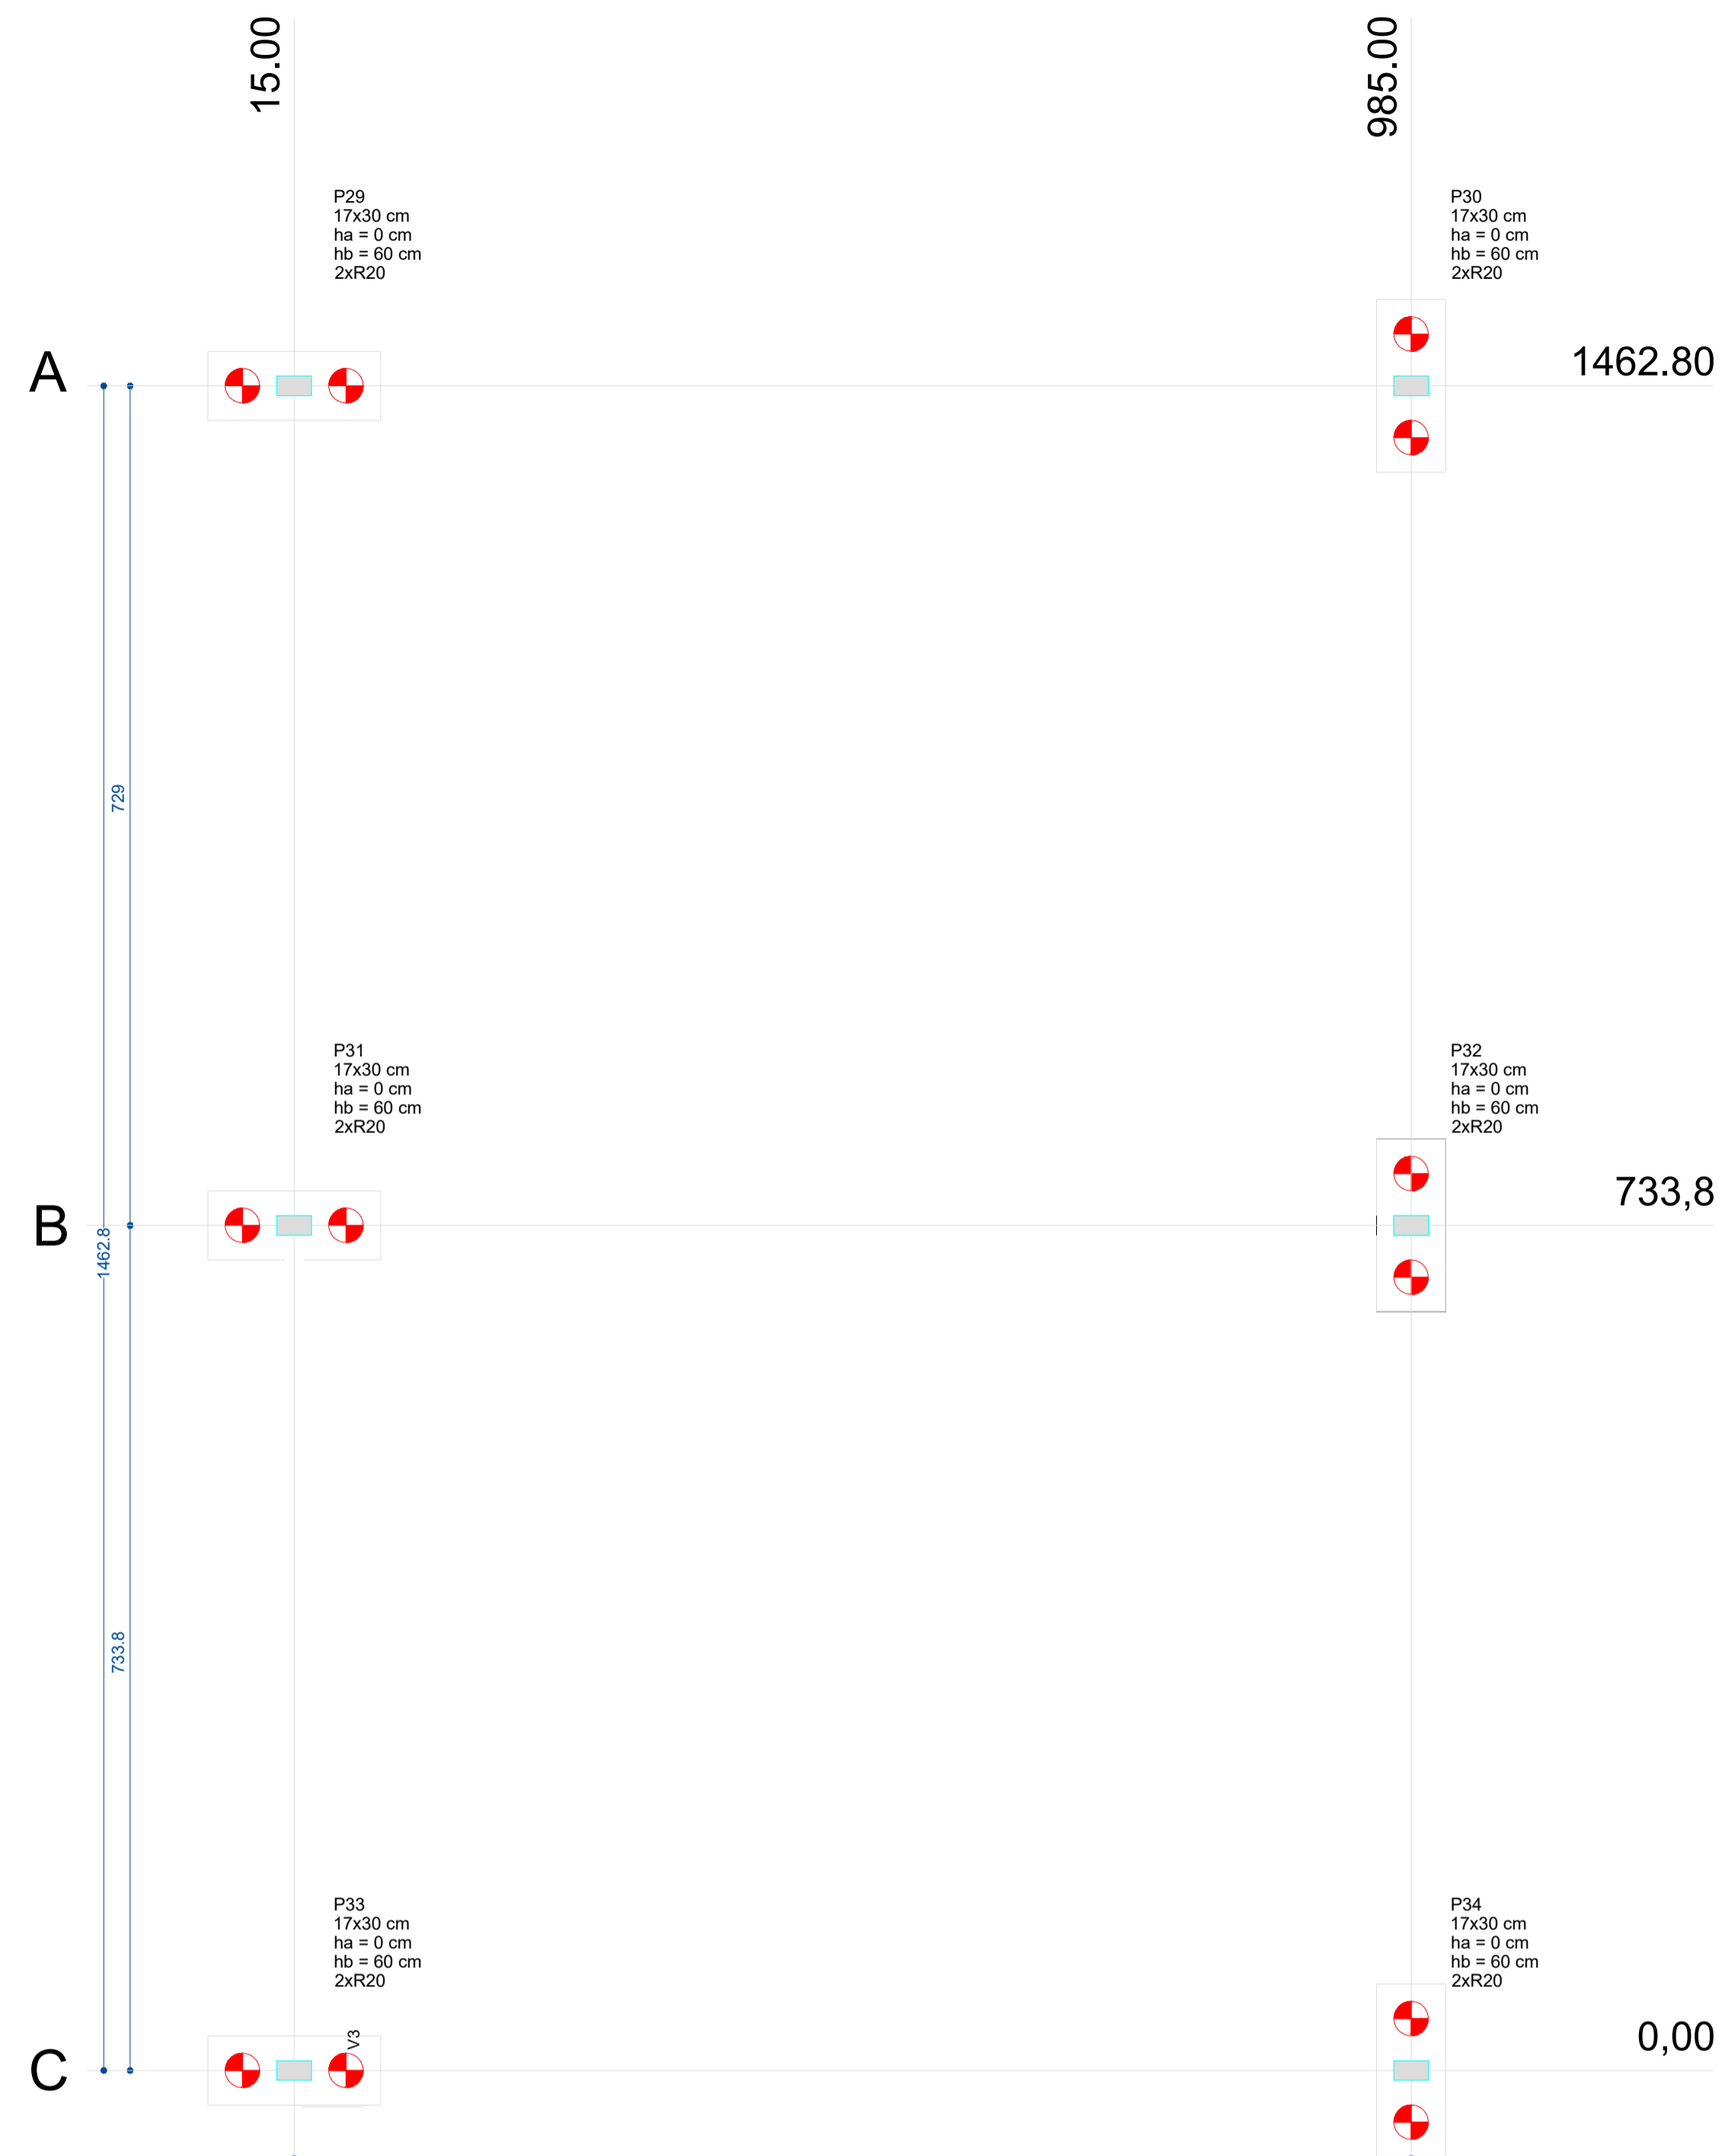 15.00
985.00
P29
17x30 cm
ha = 0 cm
hb = 60 cm
2xR20
P30
17x30 cm
ha = 0 cm
hb = 60 cm
2xR20
A
1462.80
729
P31
17x30 cm
ha = 0 cm
hb = 60 cm
2xR20
P32
17x30 cm
ha = 0 cm
hb = 60 cm
2xR20
B
733,8
1462.8
733.8
P33
17x30 cm
ha = 0 cm
hb = 60 cm
2xR20
P34
17x30 cm
ha = 0 cm
hb = 60 cm
2xR20
V3
C
0,00